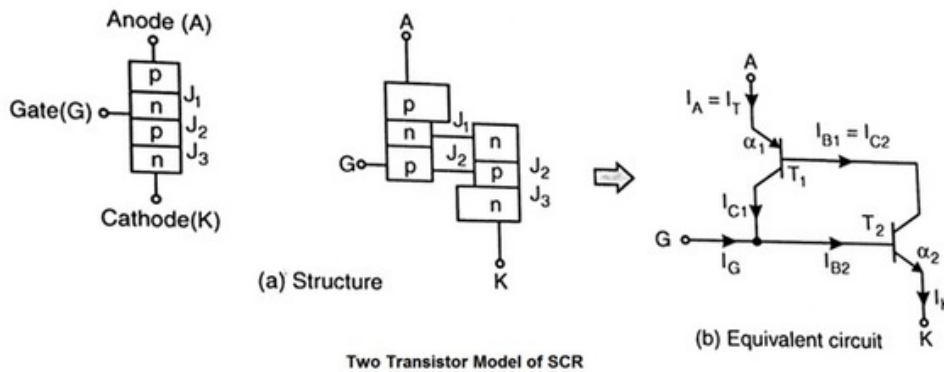 Anode (A)
p
n
p
n
J1
J2
J3
Gate(G)
Cathode(K)
A
p
n
p
J1
J2
n
p
n
J2
J3
G
K
(a) Structure
A
IA = IT
α1
T1
IB1 = IC2
IC1
T2
G
IG
IB2
α2
K
(b) Equivalent circuit
Two Transistor Model of SCR